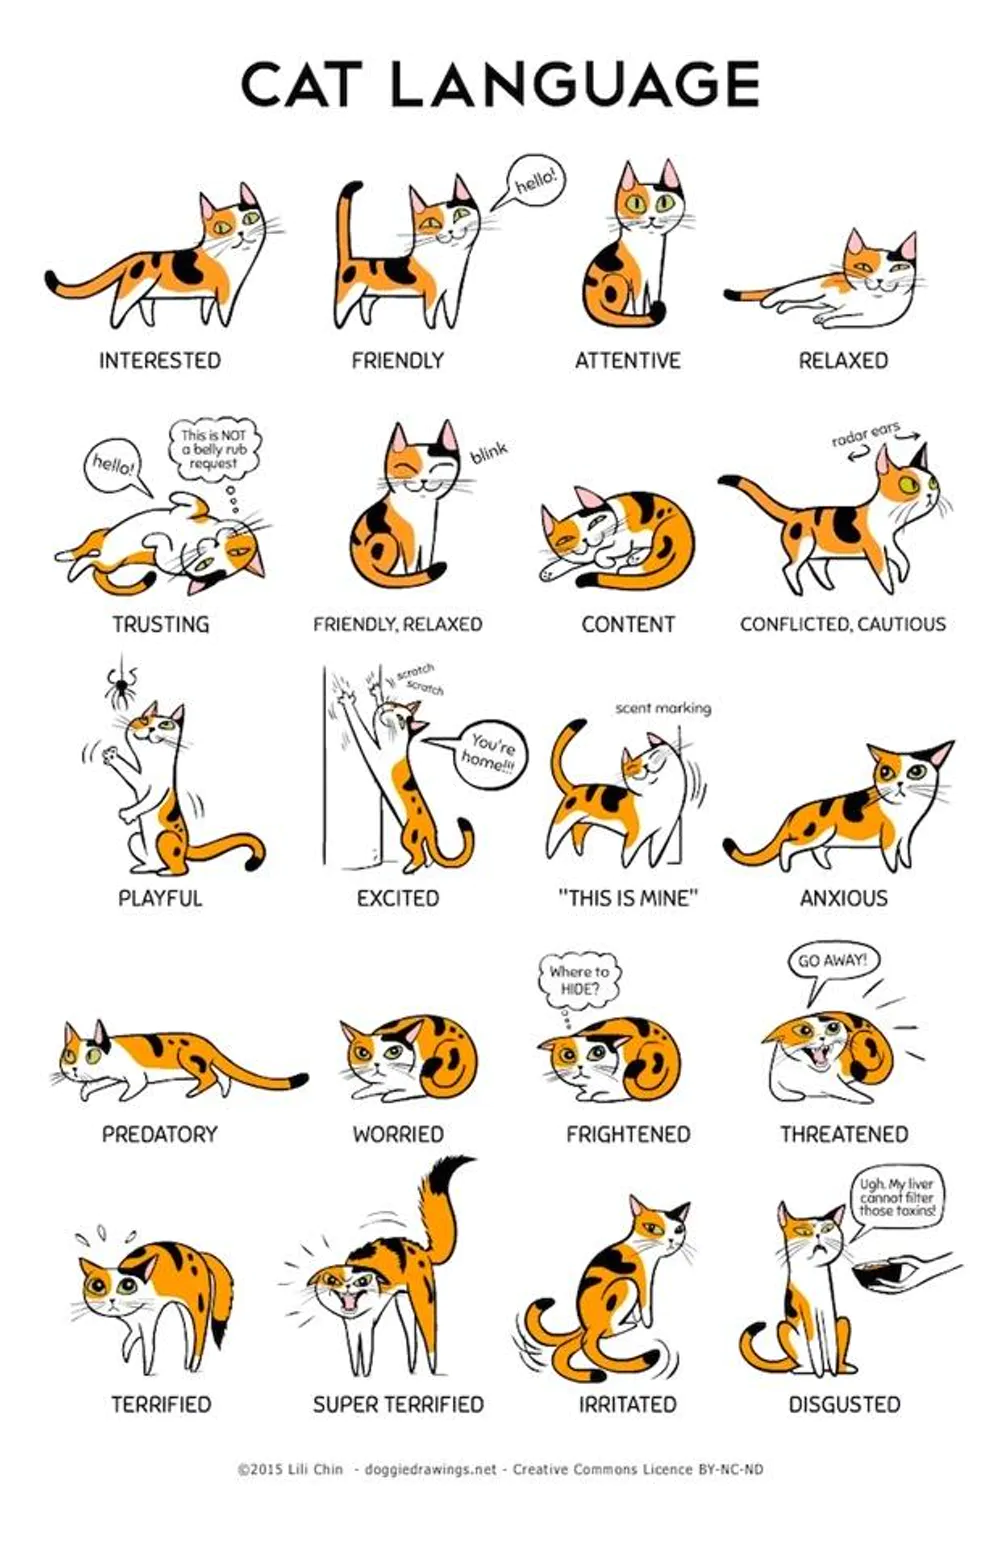 CAT LANGUAGE
hello!
INTERESTED
FRIENDLY
ATTENTIVE
RELAXED
hello!
This is NOT
a belly rub
request
blink
radar ears
TRUSTING
FRIENDLY, RELAXED
CONTENT
CONFLICTED, CAUTIOUS
scratch
scratch
You're
home!!!
scent marking
PLAYFUL
EXCITED
"THIS IS MINE"
ANXIOUS
Where to
HIDE?
GO AWAY!
PREDATORY
WORRIED
FRIGHTENED
THREATENED
Ugh. My liver
cannot filter
those toxins!
TERRIFIED
SUPER TERRIFIED
IRRITATED
DISGUSTED
©2015 Lili Chin - doggiedrawings.net - Creative Commons Licence BY-NC-ND